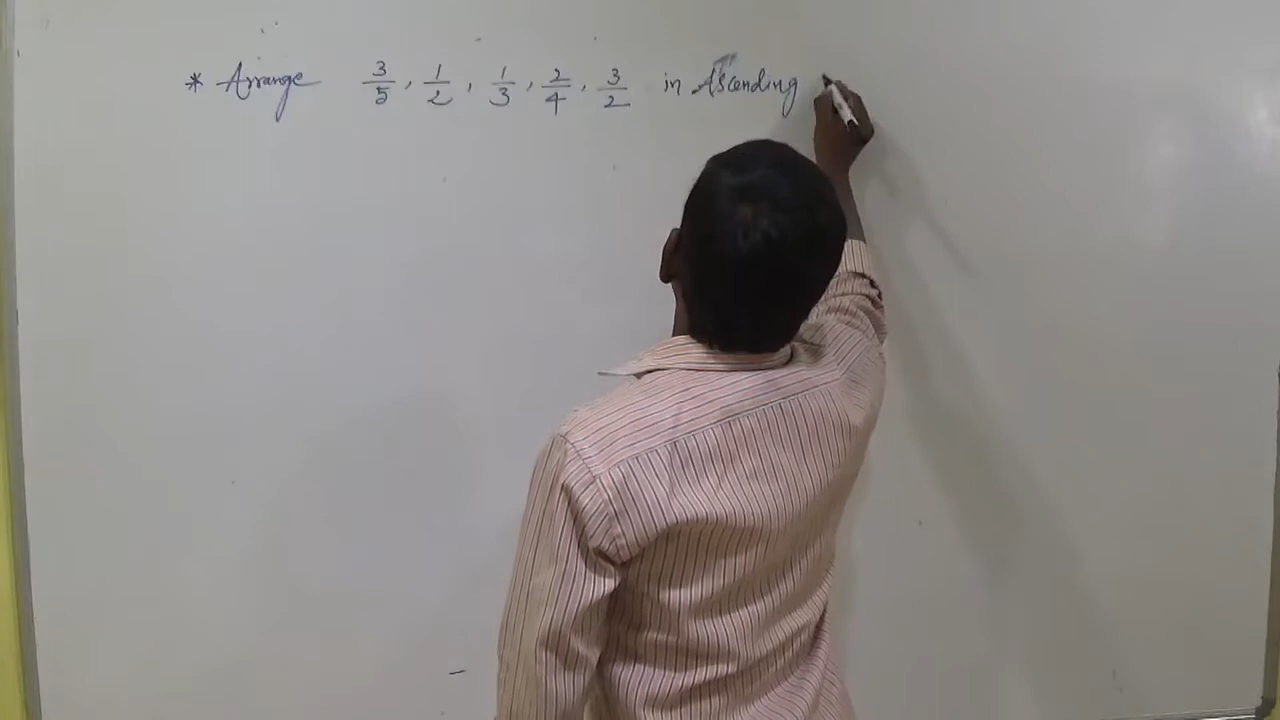 * Arrange 3/5, 1/2, 1/3, 2/4, 3/2 in Ascending